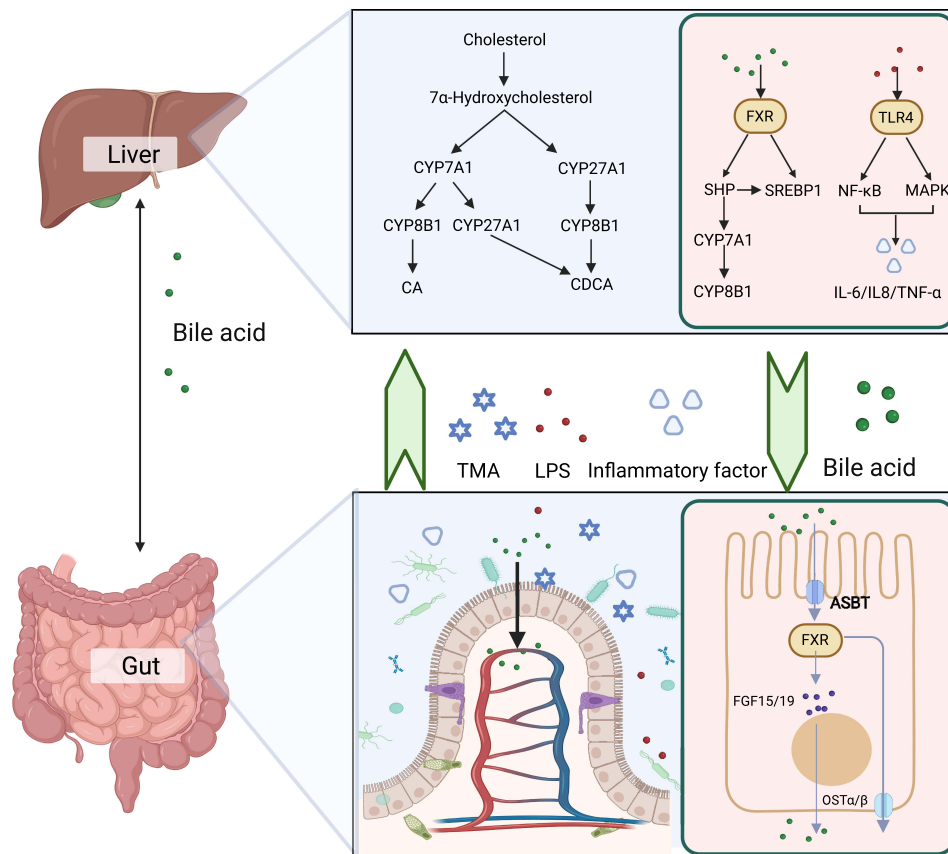 Cholesterol
7α-Hydroxycholesterol
CYP7A1
CYP27A1
CYP8B1
CYP27A1
CYP8B1
CA
CDCA
FXR
TLR4
SHP
SREBP1
NF-κB
MAPK
CYP7A1
CYP8B1
IL-6/IL8/TNF-α
Liver
Bile acid
Gut
TMA
LPS
Inflammatory factor
Bile acid
ASBT
FXR
FGF15/19
OSTα/β